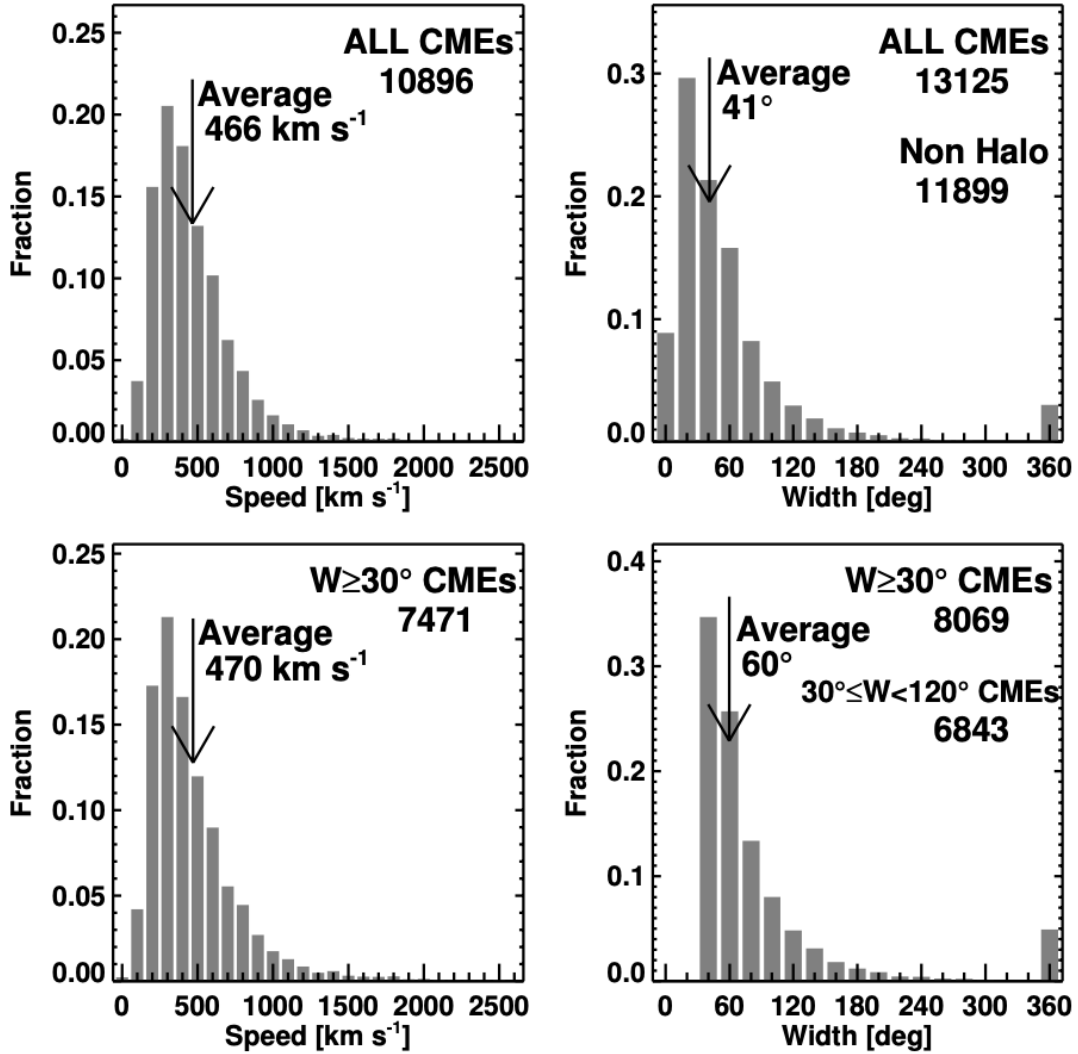 ALL CMEs
10896
Average
466 km s⁻¹
0.25
0.20
0.15
0.10
0.05
0.00
Fraction
0 500 1000 1500 2000 2500
Speed [km s⁻¹]
ALL CMEs
13125
Average
41°
Non Halo
11899
0.3
0.2
0.1
0.0
Fraction
0 60 120 180 240 300 360
Width [deg]
W≥30° CMEs
7471
Average
470 km s⁻¹
0.25
0.20
0.15
0.10
0.05
0.00
Fraction
0 500 1000 1500 2000 2500
Speed [km s⁻¹]
W≥30° CMEs
8069
Average
60°
30°≤W<120° CMEs
6843
0.4
0.3
0.2
0.1
0.0
Fraction
0 60 120 180 240 300 360
Width [deg]